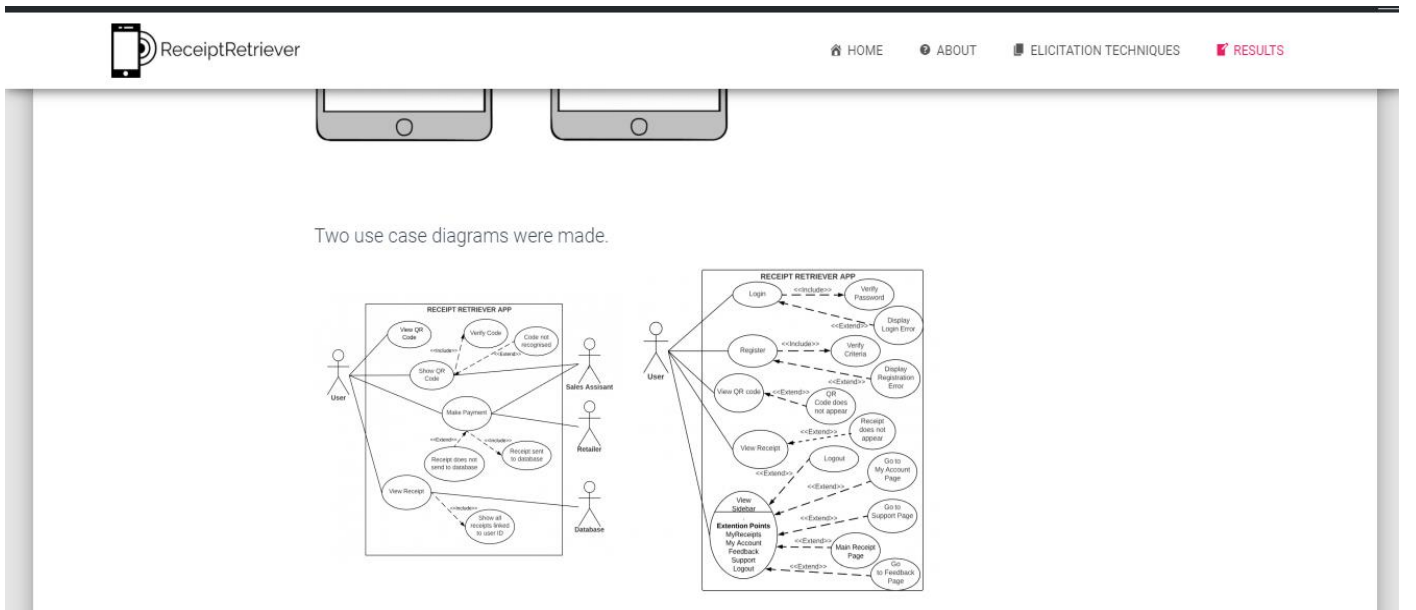 ReceiptRetriever
HOME
ABOUT
ELICITATION TECHNIQUES
RESULTS
Two use case diagrams were made.
RECEIPT RETRIEVER APP
View QR
Code
Verify Code
Code not
recognised
<<Include>>
<<Extend>>
Show QR
Code
User
Sales Assisant
Make Payment
<<Extend>>
<<Include>>
Receipt does not
send to database
Receipt sent
to database
Retailer
View Receipt
<<Include>>
Show all
receipts linked
to user ID
Database
RECEIPT RETRIEVER APP
Login
<<Include>>
Verify
Password
<<Extend>>
Display
Login Error
User
Register
<<Include>>
Verify
Criteria
<<Extend>>
Display
Registration
Error
View QR code
<<Extend>>
QR
Code does
not appear
<<Extend>>
Receipt
does not
appear
View Receipt
<<Extend>>
Logout
<<Extend>>
Go to
My Account
Page
View
Sidebar
Extention Points
MyReceipts
My Account
Feedback
Support
Logout
<<Extend>>
Go to
Support Page
<<Extend>>
Main Receipt
Page
<<Extend>>
Go
to Feedback
Page